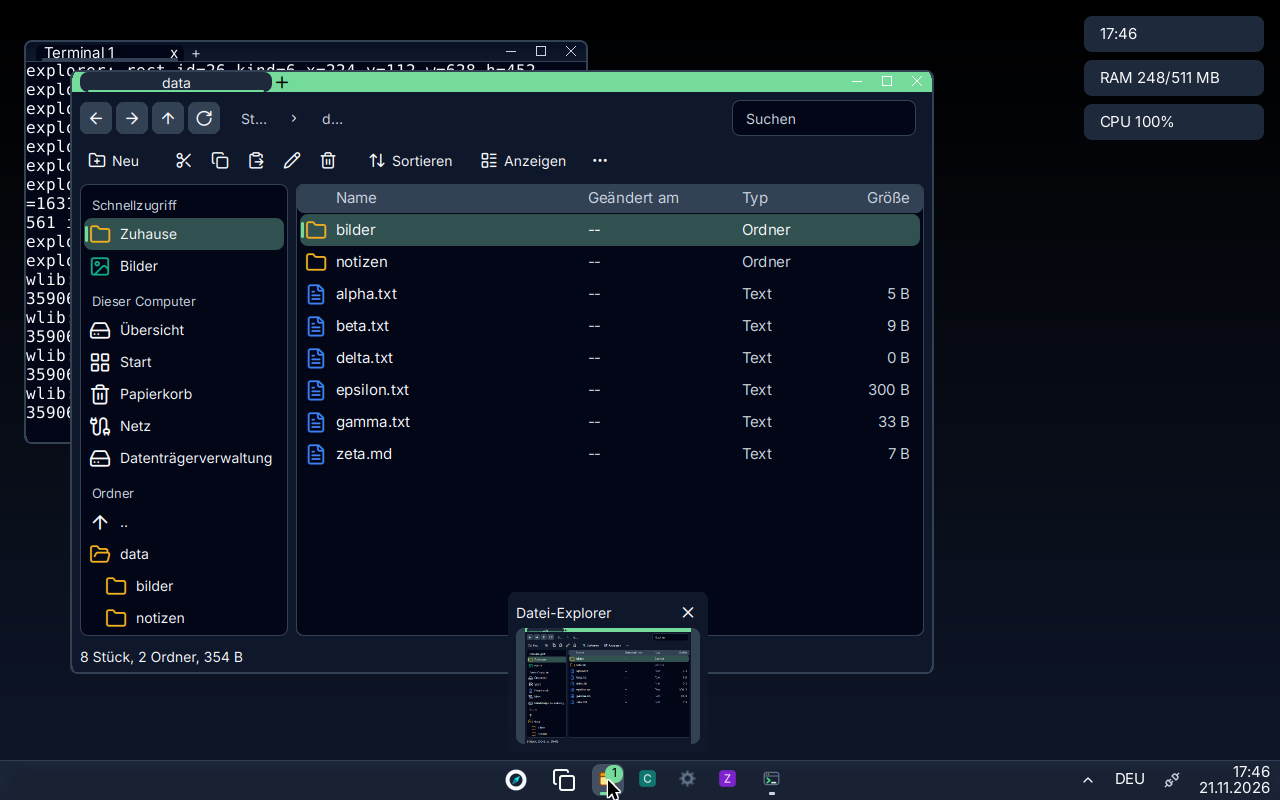 17:46
RAM 248/511 MB
CPU 100%
Terminal 1 x +
explorer: rect id=26 kind=6 x=224 y=112 w=628 h=452
explo
explo
explo
explo
explo
explo
=1631
561
explo
explo
wlib
35906
wlib
35906
wlib
35906
wlib
35906
data +
St... > d...
Suchen
Neu Sortieren Anzeigen ...
Schnellzugriff
Zuhause
Bilder
Dieser Computer
Übersicht
Start
Papierkorb
Netz
Datenträgerverwaltung
Ordner
..
data
bilder
notizen
Name Geändert am Typ Größe
bilder -- Ordner
notizen -- Ordner
alpha.txt -- Text 5 B
beta.txt -- Text 9 B
delta.txt -- Text 0 B
epsilon.txt -- Text 300 B
gamma.txt -- Text 33 B
zeta.md -- Text 7 B
8 Stück, 2 Ordner, 354 B
Datei-Explorer
1 C Z
DEU
17:46
21.11.2026